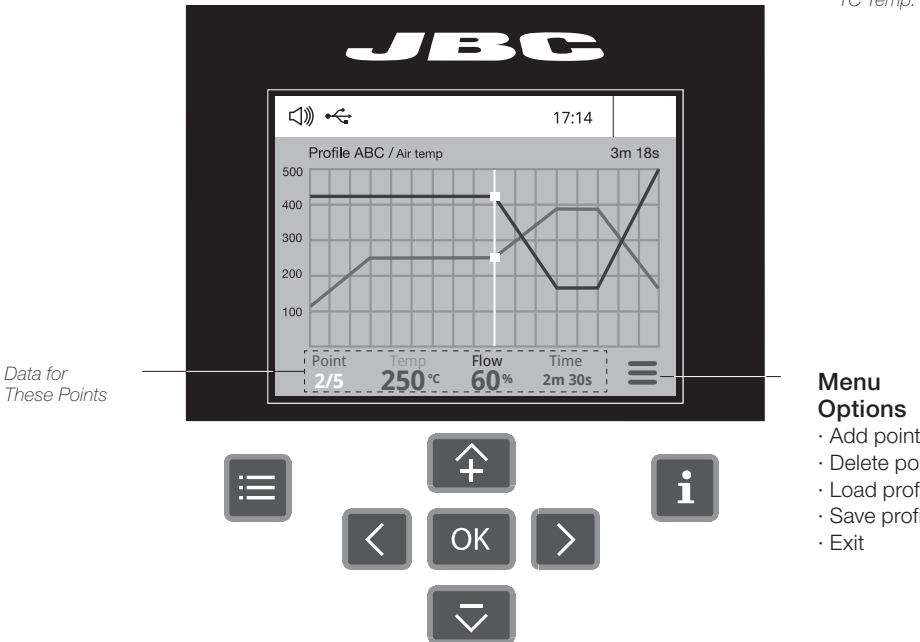 TC Temp.
JBC
17:14
Profile ABC / Air temp 3m 18s
500
400
300
200
100
Point Temp Flow Time
2/5 250 ºC 60 % 2m 30s
Data for
These Points
Menu
Options
· Add point
· Delete po
· Load prof
· Save profi
· Exit
OK
i